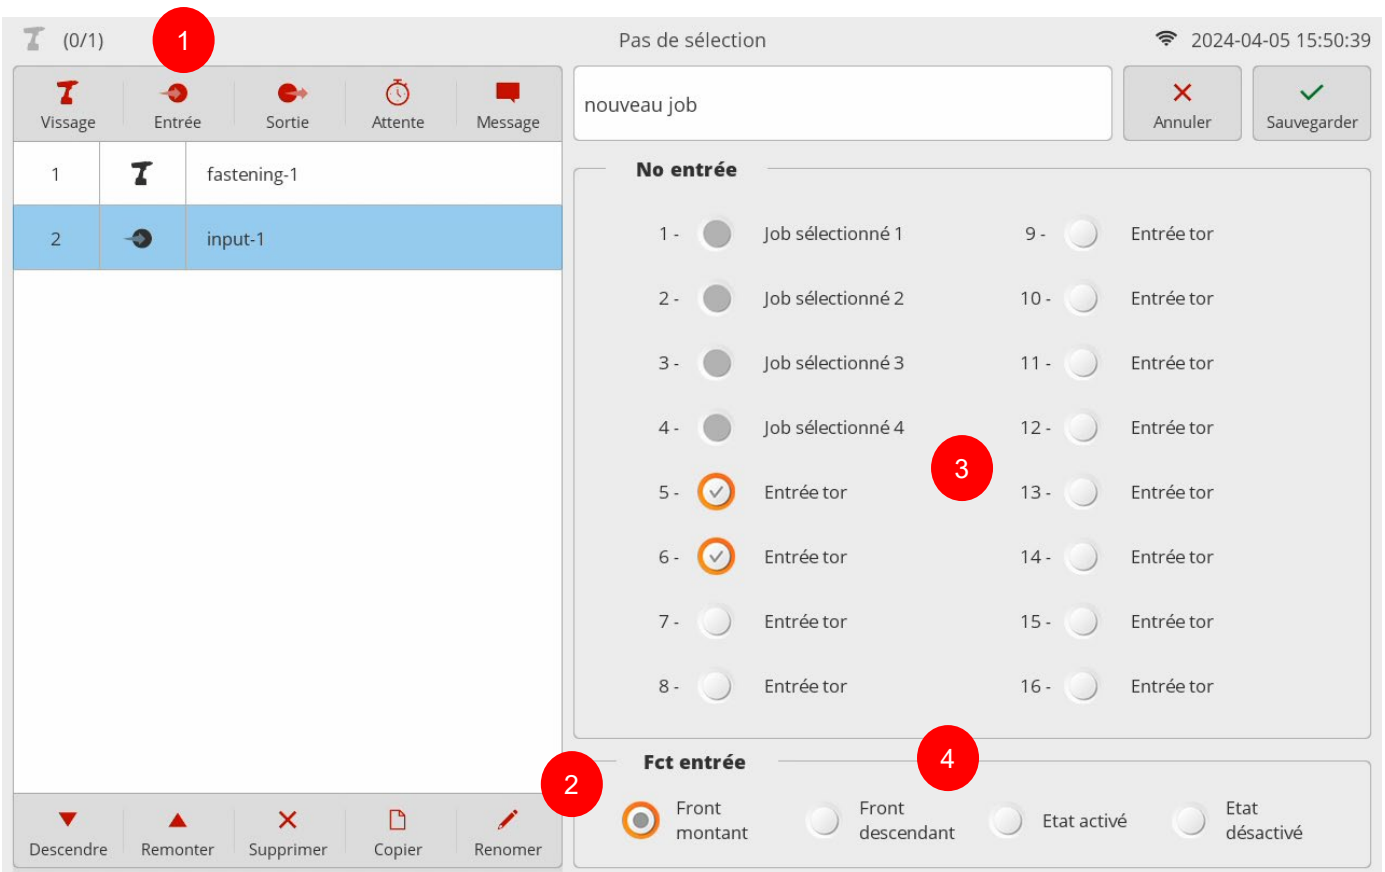 (0/1)
1
Pas de sélection
2024-04-05 15:50:39
Vissage
Entrée
Sortie
Attente
Message
nouveau job
Annuler
Sauvegarder
1
fastening-1
2
input-1
No entrée
1 - Job sélectionné 1
2 - Job sélectionné 2
3 - Job sélectionné 3
4 - Job sélectionné 4
5 - Entrée tor
6 - Entrée tor
7 - Entrée tor
8 - Entrée tor
9 - Entrée tor
10 - Entrée tor
11 - Entrée tor
12 - Entrée tor
3
13 - Entrée tor
14 - Entrée tor
15 - Entrée tor
16 - Entrée tor
2
Fct entrée
4
Front
montant
Front
descendant
Etat activé
Etat
désactivé
Descendre
Remonter
Supprimer
Copier
Renomer